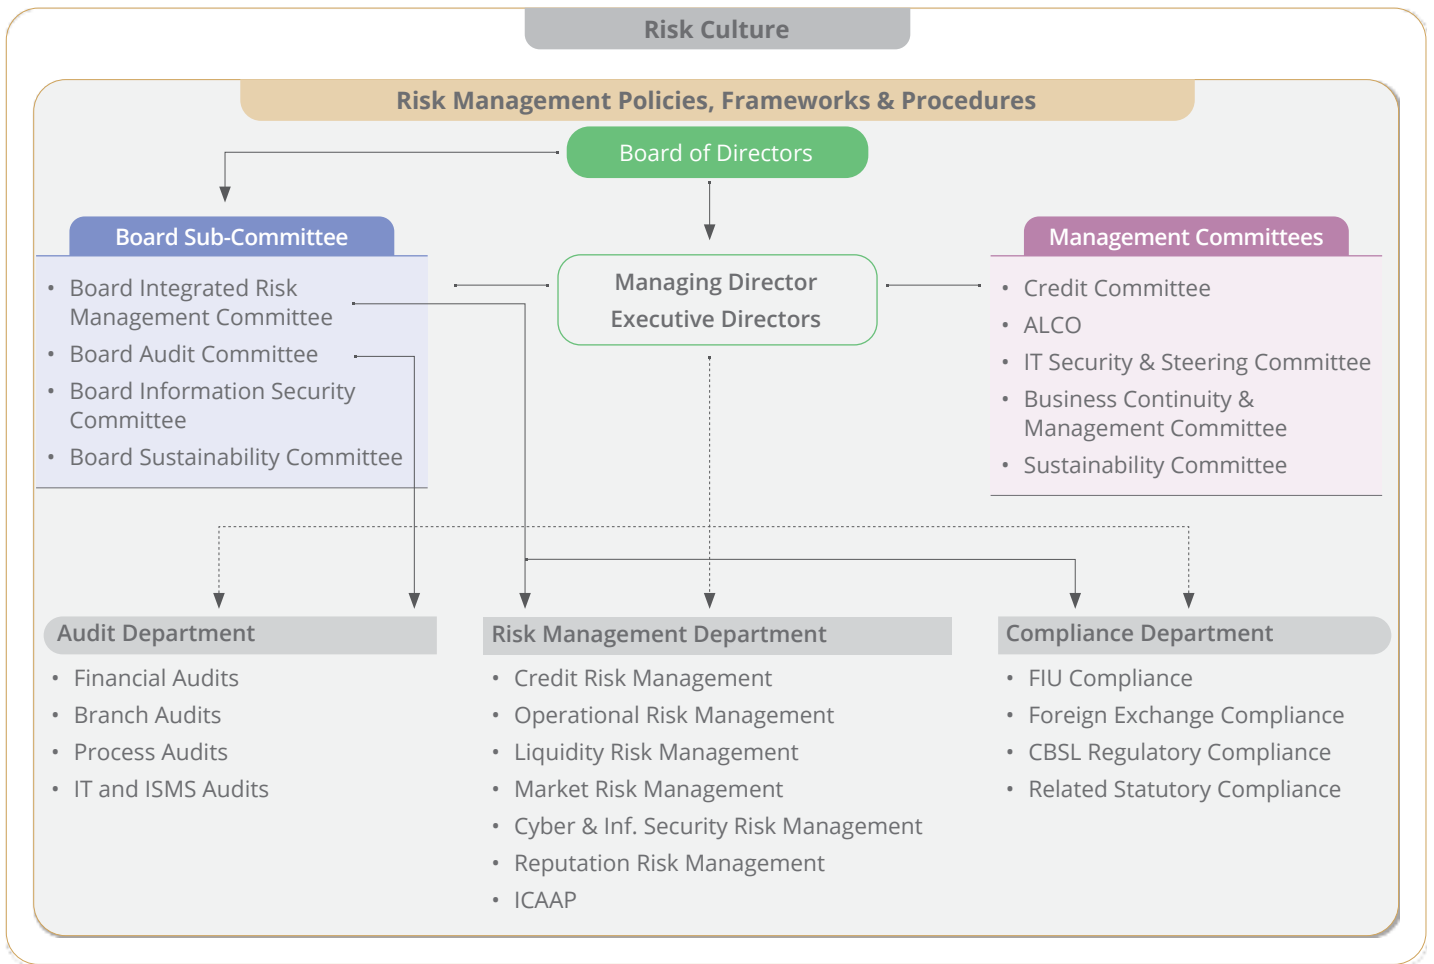 Risk Culture
Risk Management Policies, Frameworks & Procedures
Board of Directors
Board Sub-Committee
• Board Integrated Risk
Management Committee
• Board Audit Committee
• Board Information Security
Committee
• Board Sustainability Committee
Managing Director
Executive Directors
Management Committees
• Credit Committee
• ALCO
• IT Security & Steering Committee
• Business Continuity &
Management Committee
• Sustainability Committee
Audit Department
• Financial Audits
• Branch Audits
• Process Audits
• IT and ISMS Audits
Risk Management Department
• Credit Risk Management
• Operational Risk Management
• Liquidity Risk Management
• Market Risk Management
• Cyber & Inf. Security Risk Management
• Reputation Risk Management
• ICAAP
Compliance Department
• FIU Compliance
• Foreign Exchange Compliance
• CBSL Regulatory Compliance
• Related Statutory Compliance